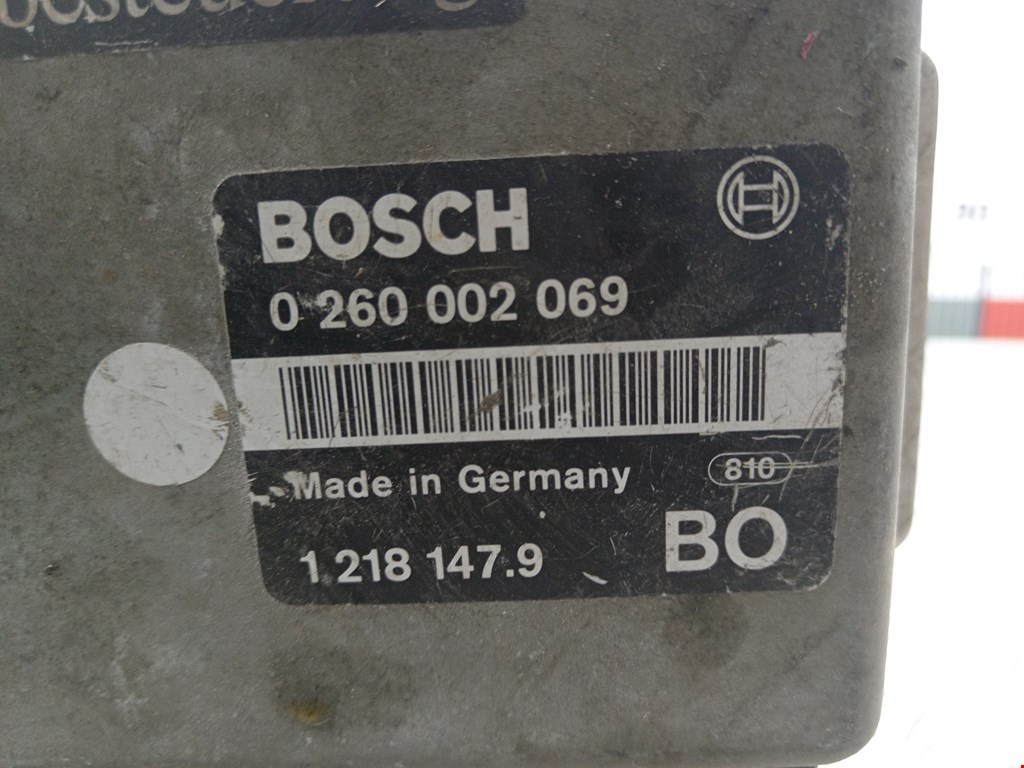 BOSCH
0 260 002 069
Made in Germany
810
1 218 147.9
BO